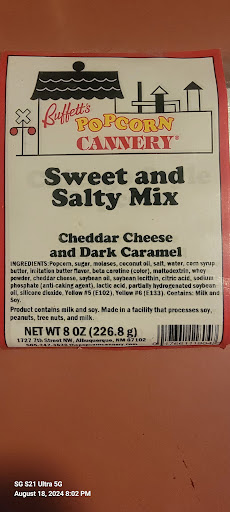 Buffett's
POPCORN
CANNERY®
Sweet and
Salty Mix
Cheddar Cheese
and Dark Caramel
INGREDIENTS: Popcorn, sugar, molases, coconut oil, salt, water, corn syrup
butter, imitation butter flavor, beta carotine (color), maltodextrin, whey
powder, cheddar cheese, soybean oil, soybean lecithin, citric acid, sodium
phosphate (anti-caking agent), lactic acid, partially hydrogenated soybean
oil, silicone dioxide, Yellow #5 (E102), Yellow #6 (E133). Contains: Milk and
Soy.
Product contains milk and soy. Made in a facility that processes soy,
peanuts, tree nuts, and milk.
NET WT 8 OZ (226.8 g)
1727 7th Street NW, Albuquerque, NM 87102
SG S21 Ultra 5G
August 18, 2024 8:02 PM